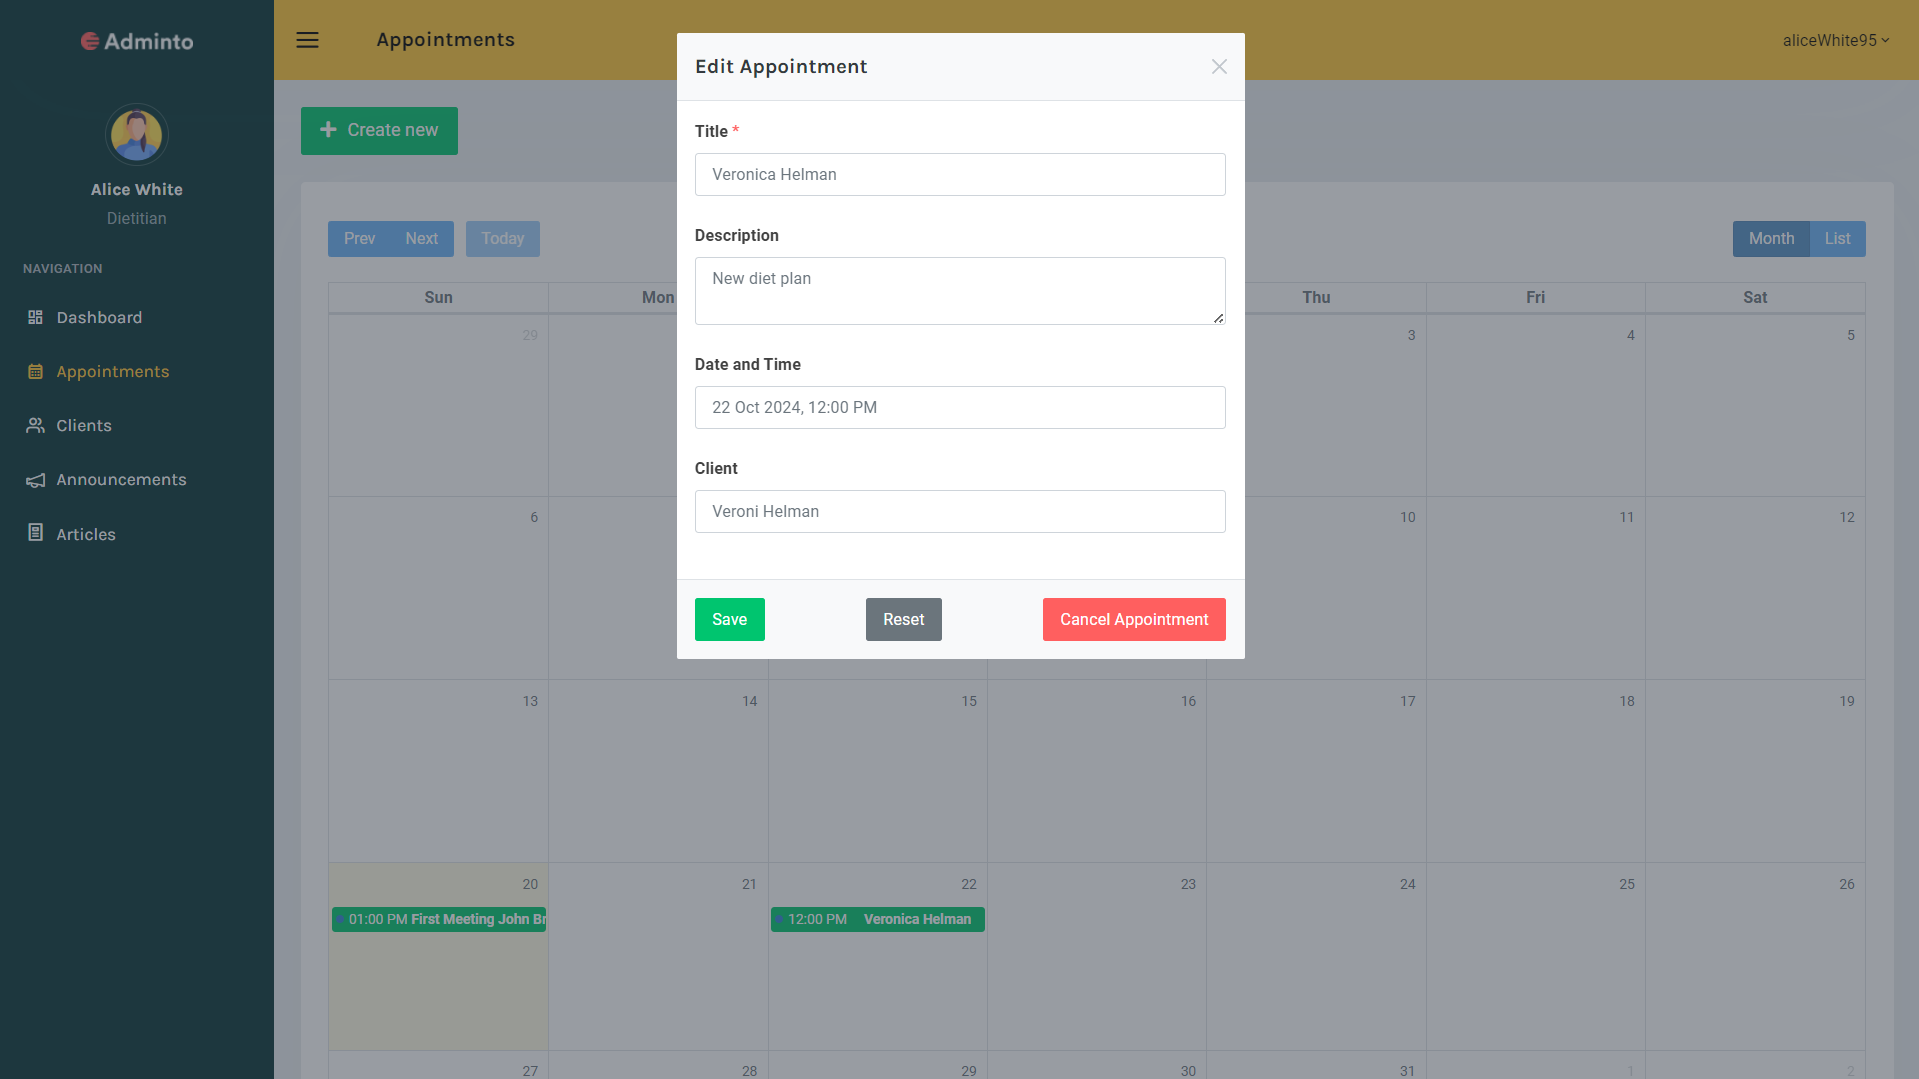 Adminto
Appointments
aliceWhite95
Edit Appointment
Create new
Alice White
Dietitian
Title *
Veronica Helman
Prev
Next
Today
Month
List
Description
New diet plan
NAVIGATION
Dashboard
Appointments
Clients
Announcements
Articles
Sun
Mon
Thu
Fri
Sat
29
3
4
5
Date and Time
22 Oct 2024, 12:00 PM
Client
Veroni Helman
6
10
11
12
Save
Reset
Cancel Appointment
13
14
15
16
17
18
19
20
21
22
23
24
25
26
01:00 PM First Meeting John Br
12:00 PM Veronica Helman
27
28
29
30
31
1
2